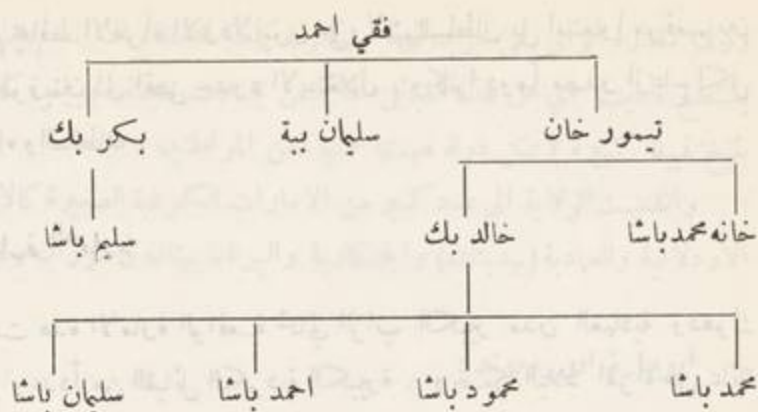 فقي احمد
تيمور خان سليمان ببة بكر بك
خانه محمد باشا خالد بك سليم باشا
محمد باشا محمود باشا احمد باشا سليمان باشا